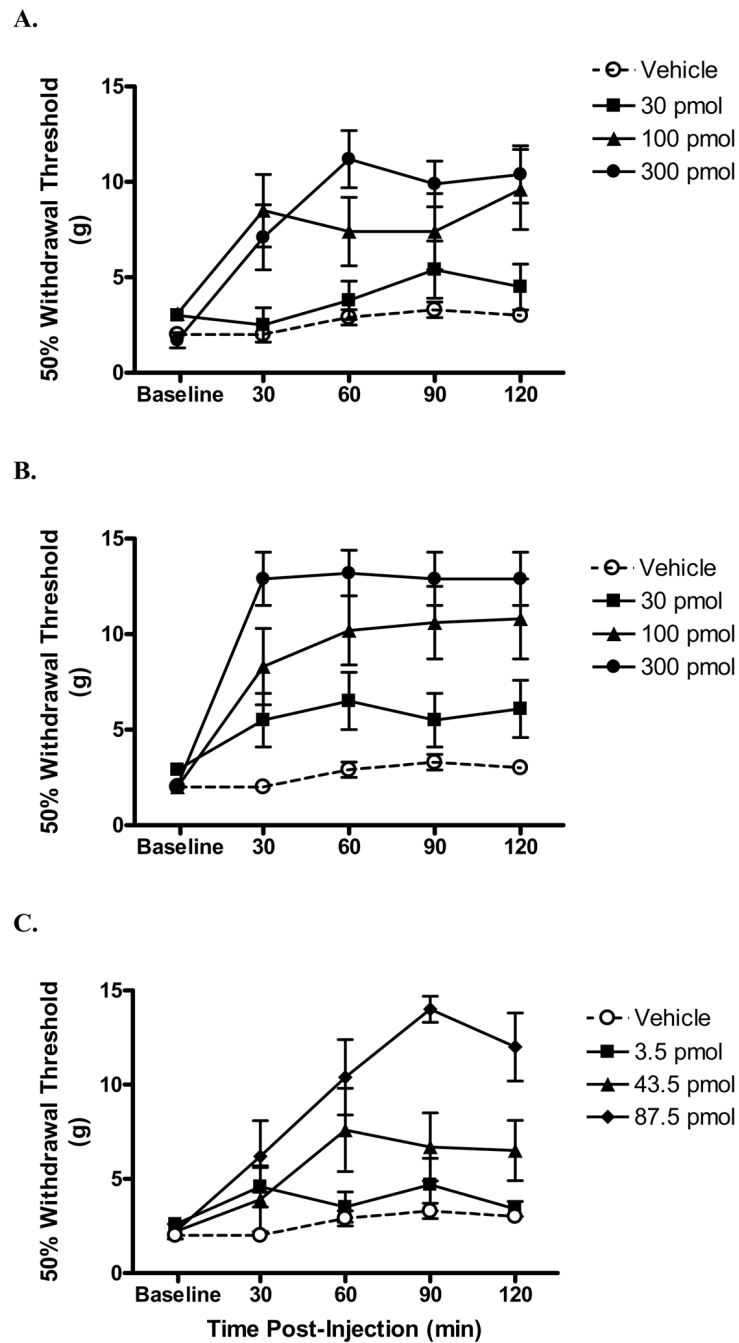 A.
50% Withdrawal Threshold
(g)
15
10
5
0
Baseline 30 60 90 120
Vehicle
30 pmol
100 pmol
300 pmol
B.
50% Withdrawal Threshold
(g)
15
10
5
0
Baseline 30 60 90 120
Vehicle
30 pmol
100 pmol
300 pmol
C.
50% Withdrawal Threshold
(g)
15
10
5
0
Baseline 30 60 90 120
Time Post-Injection (min)
Vehicle
3.5 pmol
43.5 pmol
87.5 pmol